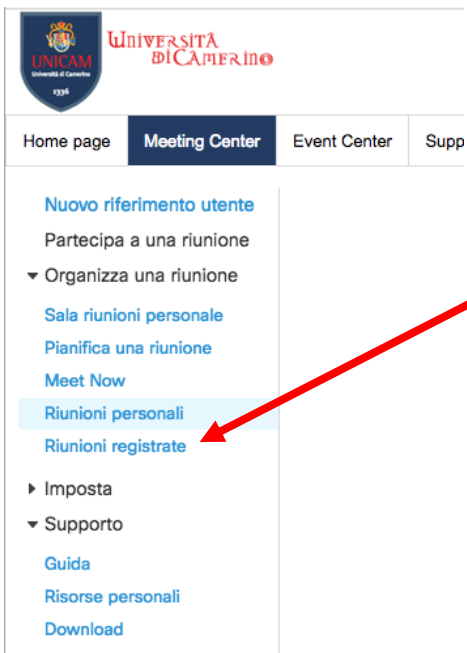 UNICAM
Università di Camerino
1336
UNIVERSITÀ
DI CAMERINO
Home page Meeting Center Event Center Supp
Nuovo riferimento utente
Partecipa a una riunione
Organizza una riunione
Sala riunioni personale
Pianifica una riunione
Meet Now
Riunioni personali
Riunioni registrate
Imposta
Supporto
Guida
Risorse personali
Download